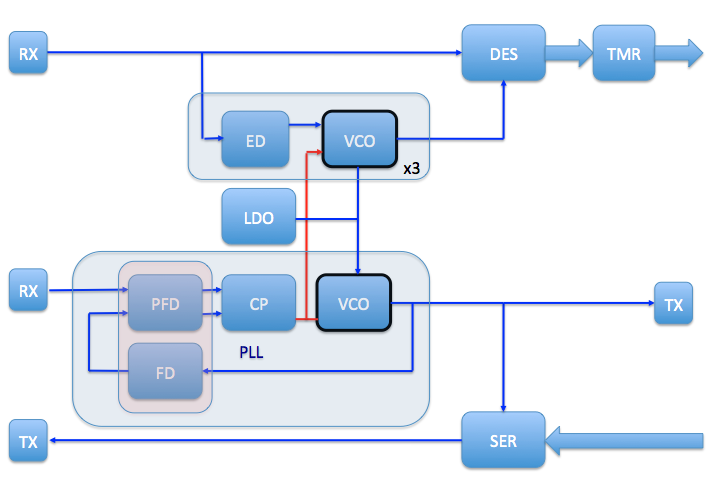 RX
DES
TMR
ED
VCO
x3
LDO
RX
PFD
CP
VCO
TX
PLL
FD
TX
SER